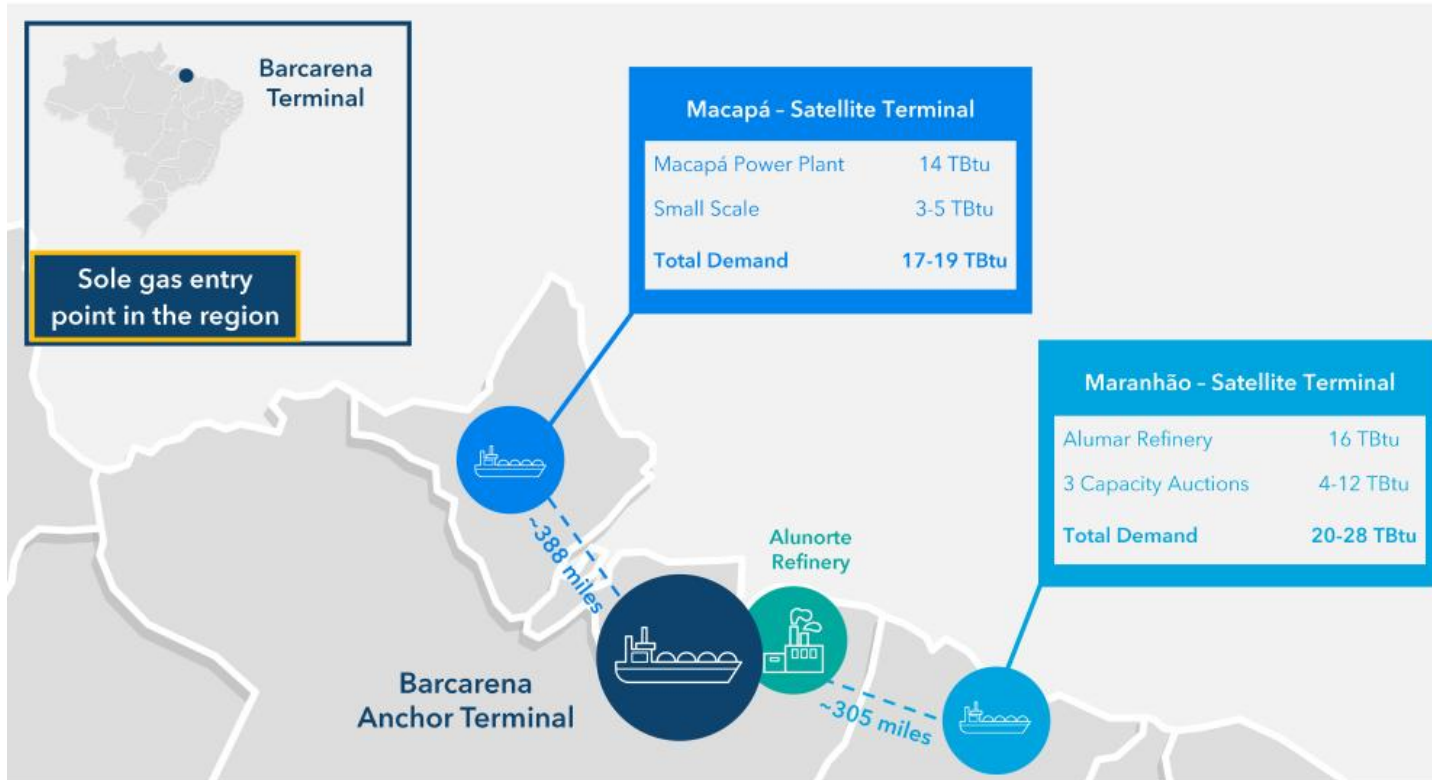 Barcarena
Terminal
Sole gas entry
point in the region
Macapá – Satellite Terminal
Macapá Power Plant 14 TBtu
Small Scale 3-5 TBtu
Total Demand 17-19 TBtu
Maranhão – Satellite Terminal
Alumar Refinery 16 TBtu
3 Capacity Auctions 4-12 TBtu
Total Demand 20-28 TBtu
~388 miles
Alunorte
Refinery
Barcarena
Anchor Terminal
~305 miles